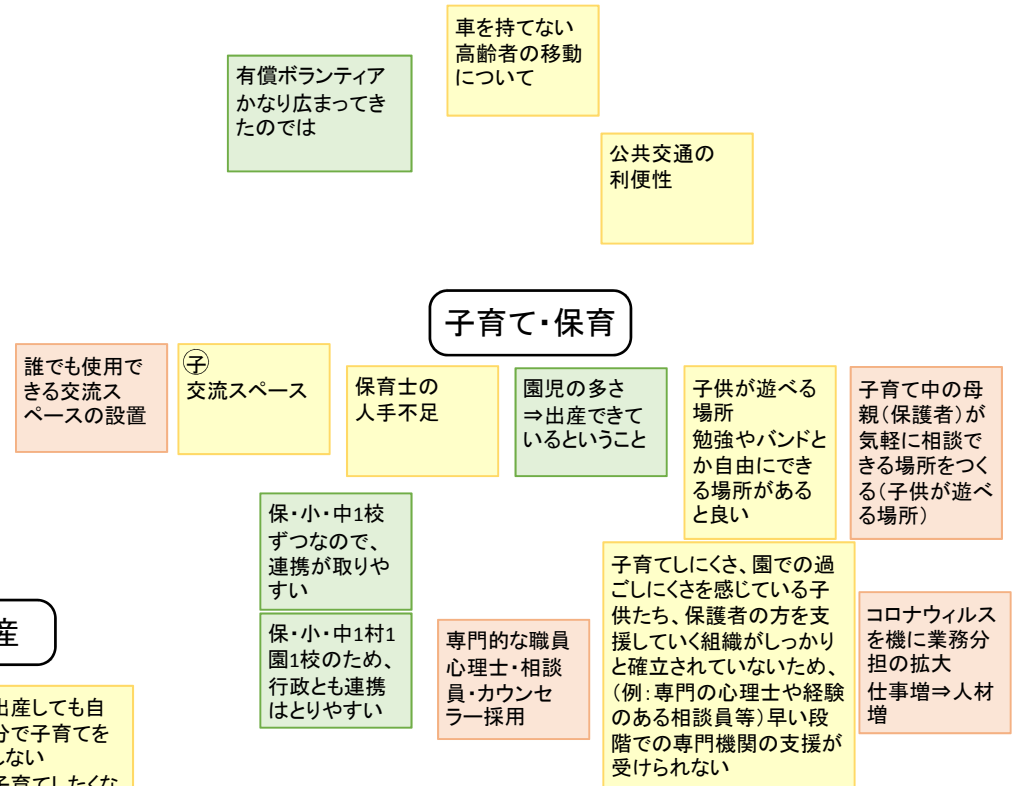 車を持てない
高齢者の移動
について
有償ボランティア
かなり広まってき
たのでは
公共交通の
利便性
子育て・保育
誰でも使用で
きる交流ス
ペースの設置
㋙
交流スペース
保育士の
人手不足
園児の多さ
⇒出産できて
いるということ
子供が遊べる
場所
勉強やバンドと
か自由にでき
る場所がある
と良い
子育て中の母
親(保護者)が
気軽に相談で
きる場所をつく
る(子供が遊べ
る場所)
保・小・中1校
ずつなので、
連携が取りや
すい
保・小・中1村1
園1校のため、
行政とも連携
はとりやすい
専門的な職員
心理士・相談
員・カウンセ
ラー採用
子育てしにくさ、園での過
ごしにくさを感じている子
供たち、保護者の方を支
援していく組織がしっかり
と確立されていないため、
(例:専門の心理士や経験
のある相談員等)早い段
階での専門機関の支援が
受けられない
コロナウィルス
を機に業務分
担の拡大
仕事増⇒人材
増
産
出産しても自
分で子育てを
しない
子育てしたくな